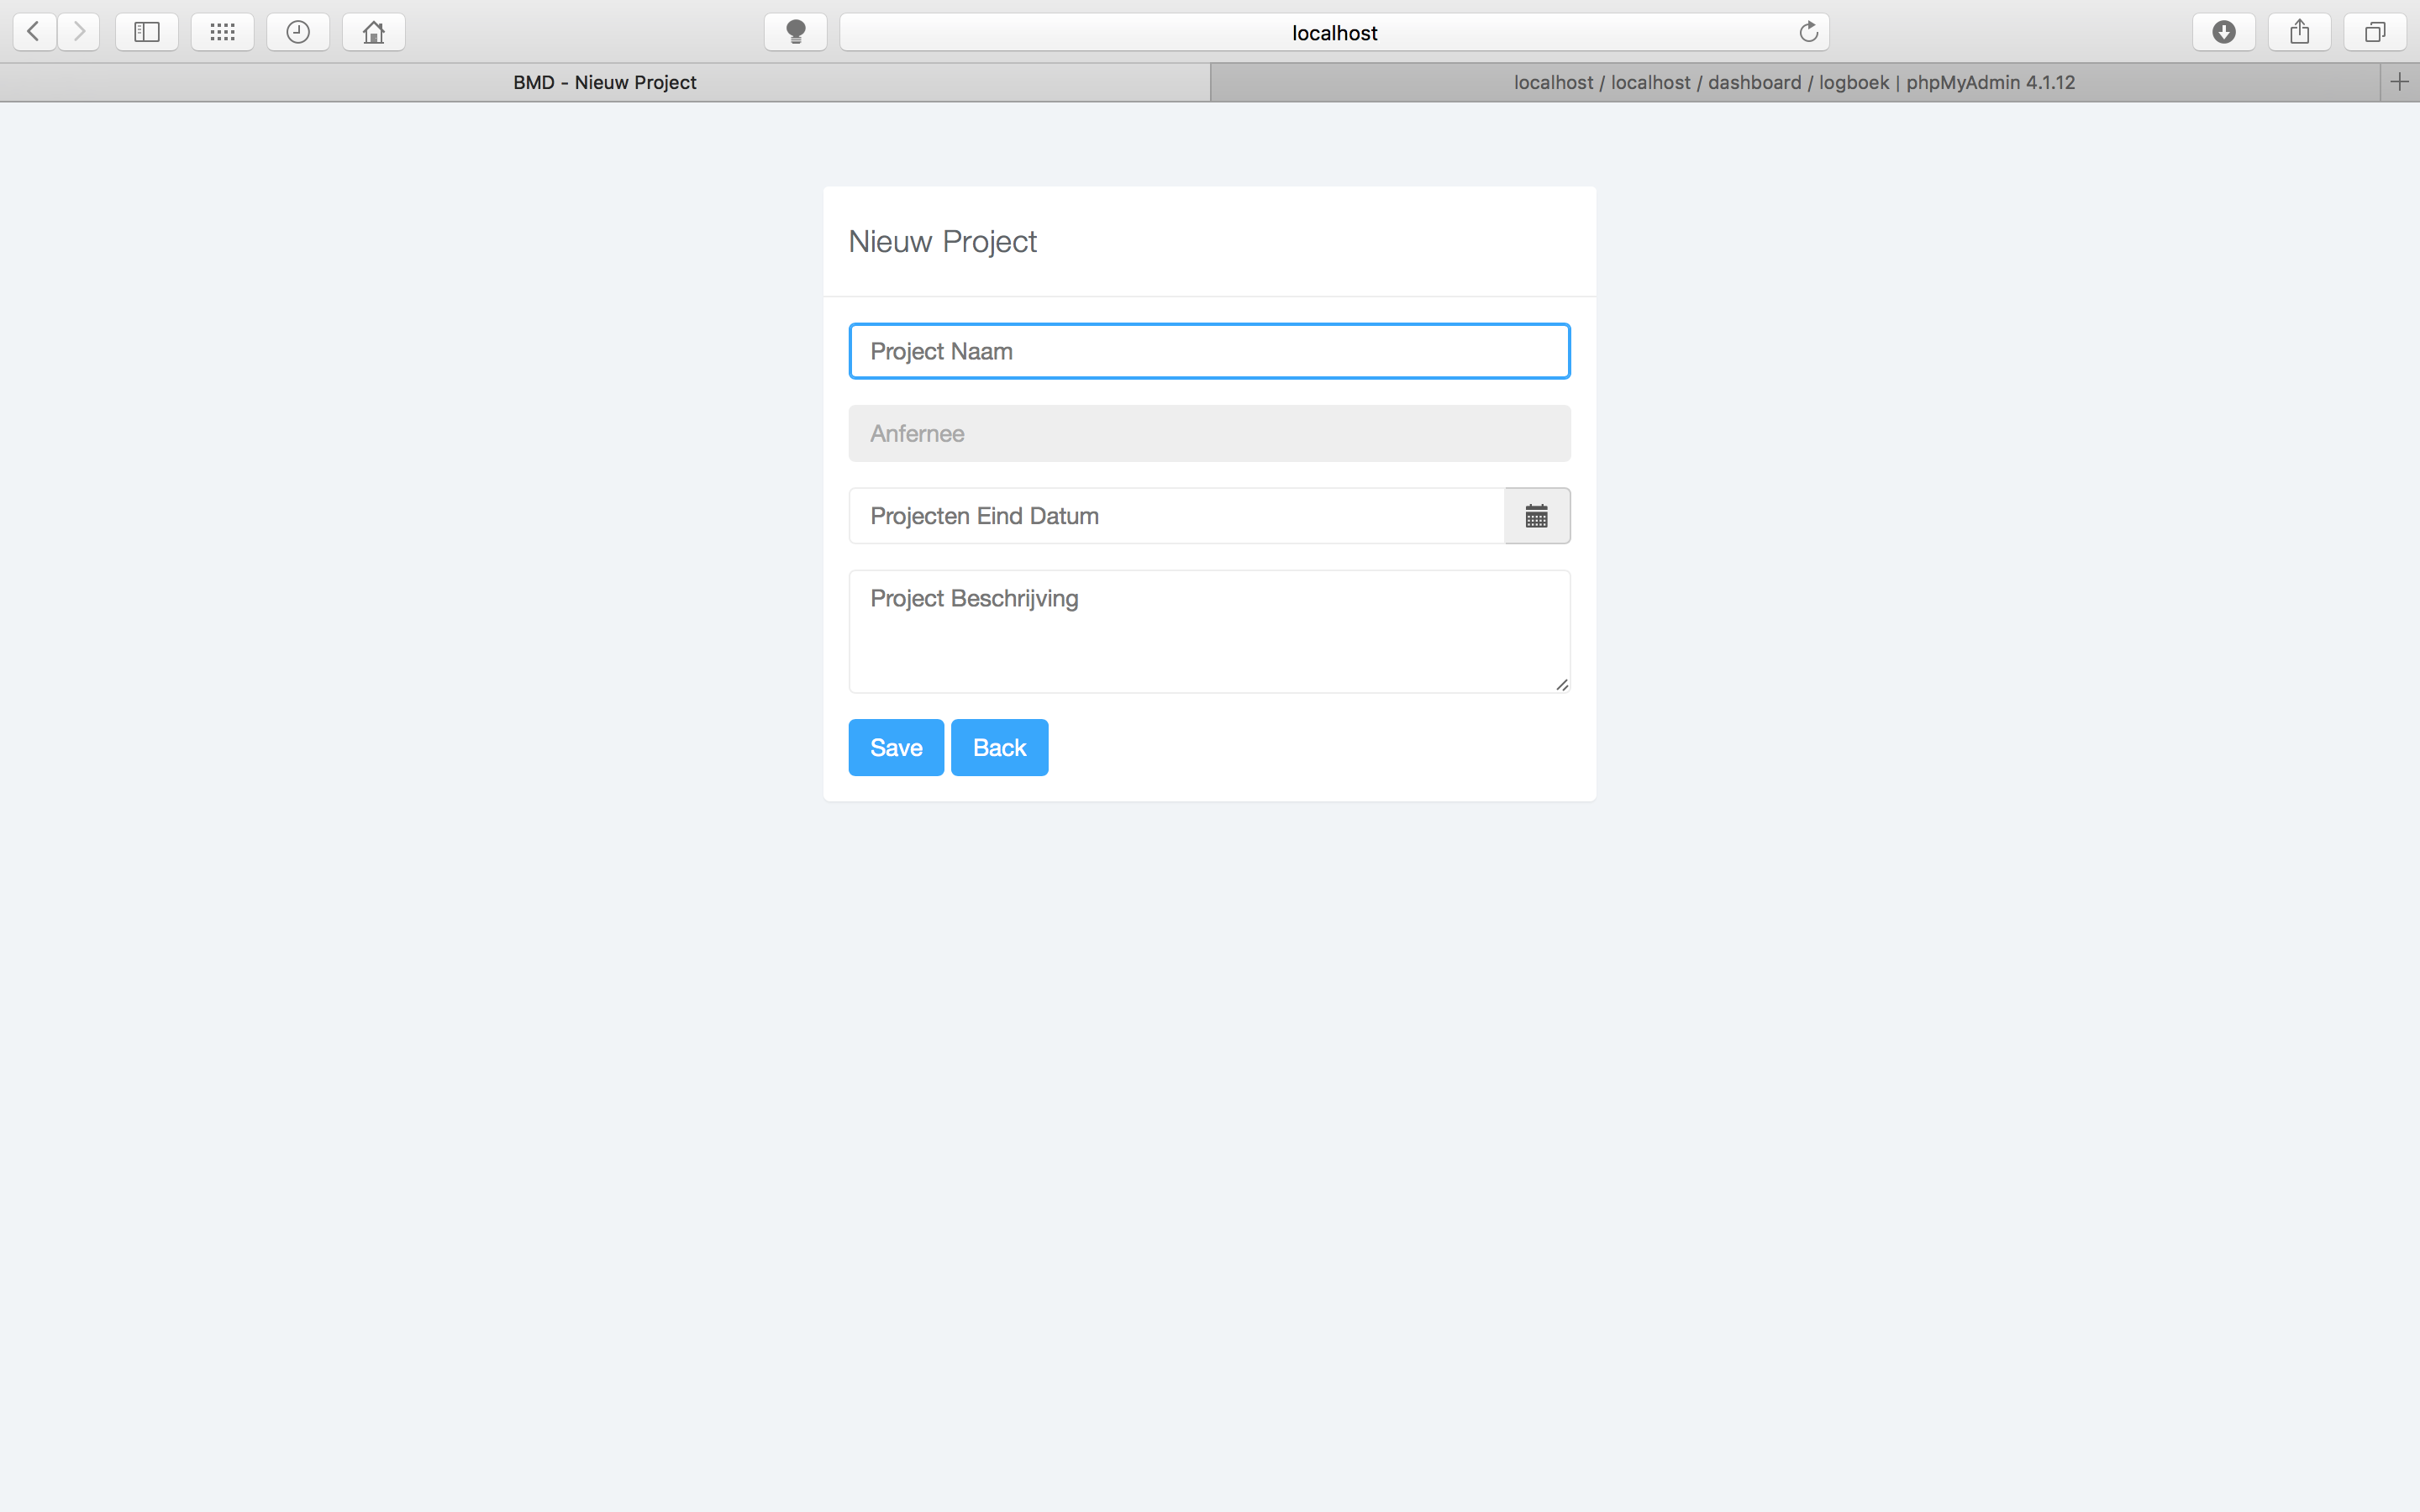 localhost
BMD - Nieuw Project
localhost / localhost / dashboard / logboek | phpMyAdmin 4.1.12
Nieuw Project
Project Naam
Anfernee
Projecten Eind Datum
Project Beschrijving
Save Back